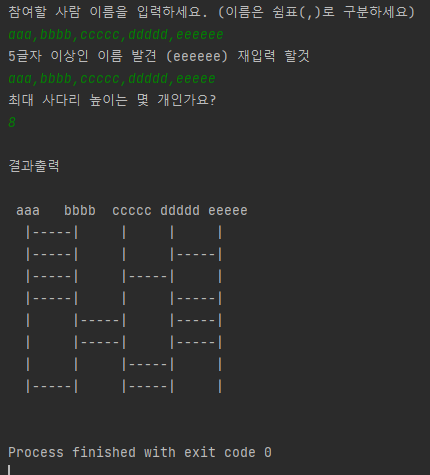 참여할 사람 이름을 입력하세요. (이름은 쉼표(,)로 구분하세요)
aaa,bbbb,ccccc,ddddd,eeeeee
5글자 이상인 이름 발견 (eeeeee) 재입력 할것
aaa,bbbb,ccccc,ddddd,eeeee
최대 사다리 높이는 몇 개인가요?
8
결과출력
 aaa   bbbb  ccccc ddddd eeeee
  |-----|     |     |     |
  |-----|     |     |-----|
  |-----|     |-----|     |
  |-----|     |     |-----|
  |     |-----|     |-----|
  |     |-----|     |-----|
  |     |     |-----|     |
  |-----|     |-----|     |
Process finished with exit code 0